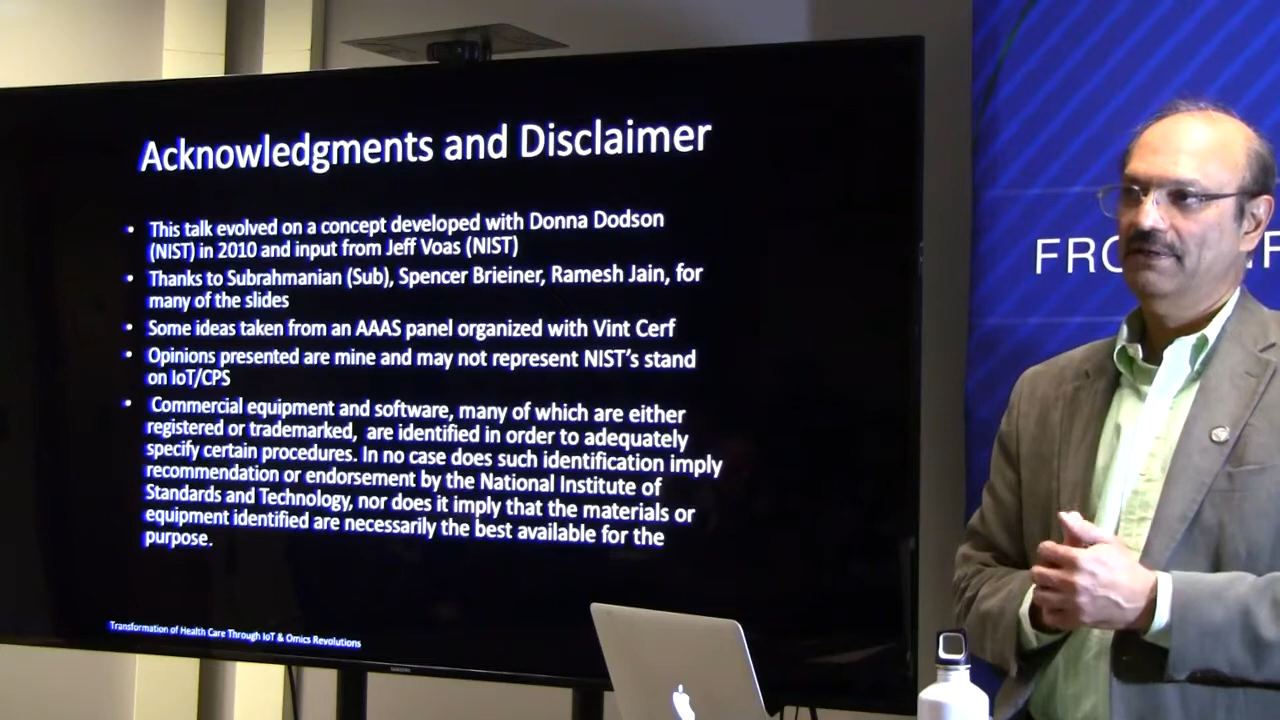 Acknowledgments and Disclaimer
• This talk evolved on a concept developed with Donna Dodson
(NIST) in 2010 and input from Jeff Voas (NIST)
• Thanks to Subrahmanian (Sub), Spencer Brieiner, Ramesh Jain, for
many of the slides
• Some ideas taken from an AAAS panel organized with Vint Cerf
• Opinions presented are mine and may not represent NIST's stand
on IoT/CPS
• Commercial equipment and software, many of which are either
registered or trademarked, are identified in order to adequately
specify certain procedures. In no case does such identification imply
recommendation or endorsement by the National Institute of
Standards and Technology, nor does it imply that the materials or
equipment identified are necessarily the best available for the
purpose.
Transformation of Health Care Through IoT & Omics Revolutions
SAMSUNG